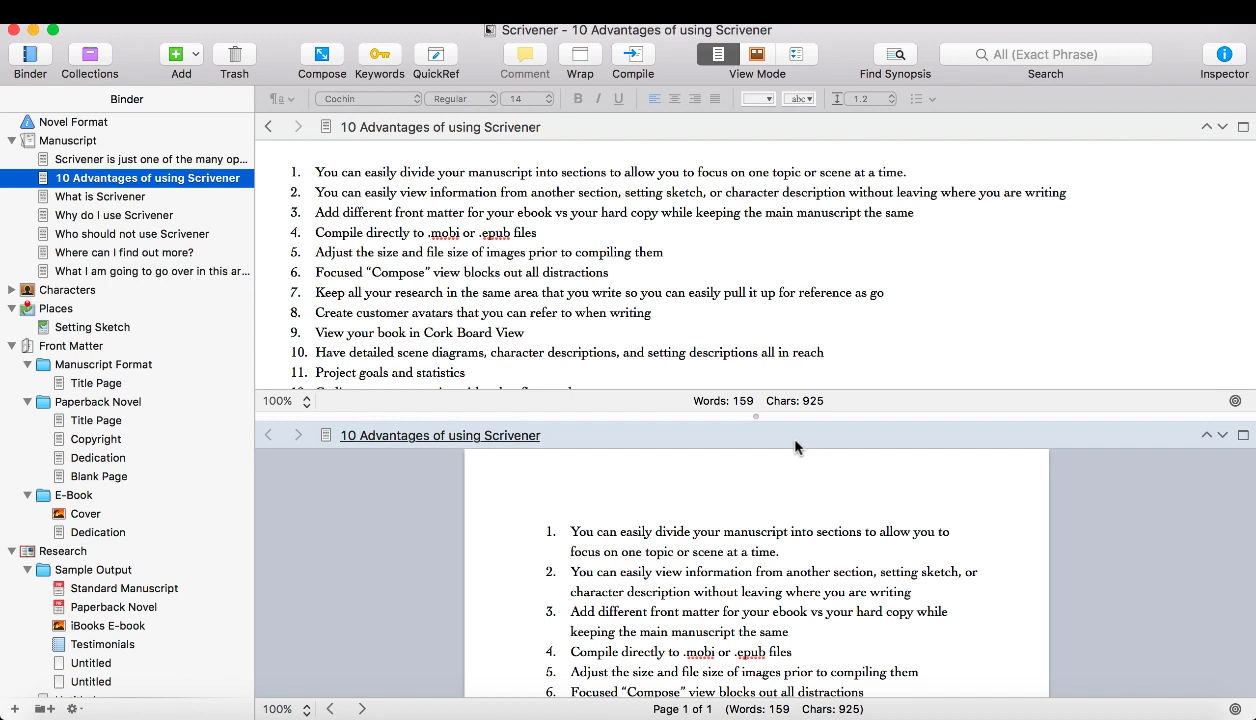 Scrivener - 10 Advantages of using Scrivener
Binder Collections Add Trash Compose Keywords QuickRef Comment Wrap Compile View Mode Find Synopsis Search Inspector
All (Exact Phrase)
Binder
Cochin Regular 14 B I U abc 1.2
Novel Format
Manuscript
Scrivener is just one of the many op...
10 Advantages of using Scrivener
What is Scrivener
Why do I use Scrivener
Who should not use Scrivener
Where can I find out more?
What I am going to go over in this ar...
Characters
Places
Setting Sketch
Front Matter
Manuscript Format
Title Page
Paperback Novel
Title Page
Copyright
Dedication
Blank Page
E-Book
Cover
Dedication
Research
Sample Output
Standard Manuscript
Paperback Novel
iBooks E-book
Testimonials
Untitled
Untitled
10 Advantages of using Scrivener
1. You can easily divide your manuscript into sections to allow you to focus on one topic or scene at a time.
2. You can easily view information from another section, setting sketch, or character description without leaving where you are writing
3. Add different front matter for your ebook vs your hard copy while keeping the main manuscript the same
4. Compile directly to .mobi or .epub files
5. Adjust the size and file size of images prior to compiling them
6. Focused “Compose” view blocks out all distractions
7. Keep all your research in the same area that you write so you can easily pull it up for reference as go
8. Create customer avatars that you can refer to when writing
9. View your book in Cork Board View
10. Have detailed scene diagrams, character descriptions, and setting descriptions all in reach
11. Project goals and statistics
100% Words: 159 Chars: 925
10 Advantages of using Scrivener
1. You can easily divide your manuscript into sections to allow you to
focus on one topic or scene at a time.
2. You can easily view information from another section, setting sketch, or
character description without leaving where you are writing
3. Add different front matter for your ebook vs your hard copy while
keeping the main manuscript the same
4. Compile directly to .mobi or .epub files
5. Adjust the size and file size of images prior to compiling them
6. Focused “Compose” view blocks out all distractions
100% Page 1 of 1 (Words: 159 Chars: 925)